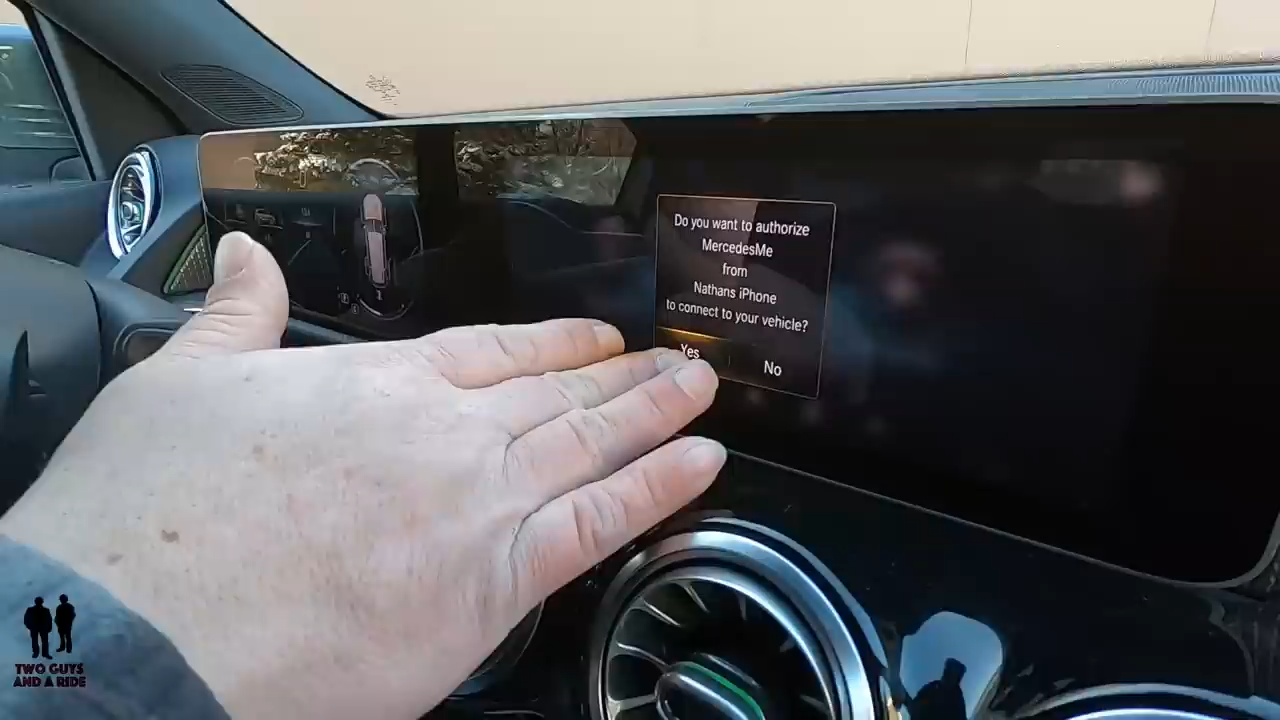 Do you want to authorize
MercedesMe
from
Nathans iPhone
to connect to your vehicle?
Yes No
TWO GUYS
AND A RIDE